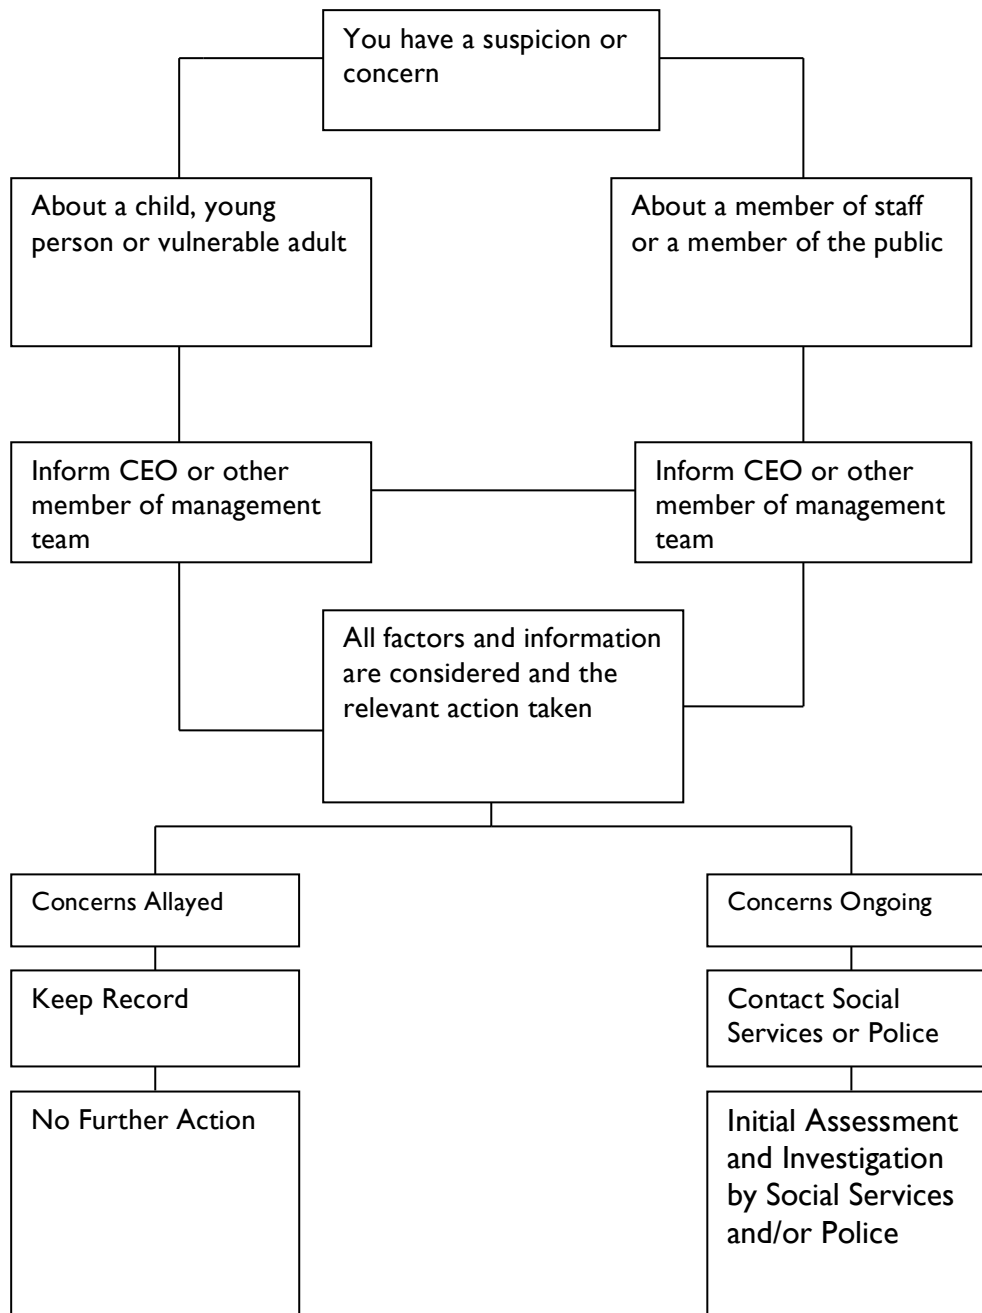 You have a suspicion or
concern
About a child, young
person or vulnerable adult
About a member of staff
or a member of the public
Inform CEO or other
member of management
team
Inform CEO or other
member of management
team
All factors and information
are considered and the
relevant action taken
Concerns Allayed
Concerns Ongoing
Keep Record
Contact Social
Services or Police
No Further Action
Initial Assessment
and Investigation
by Social Services
and/or Police